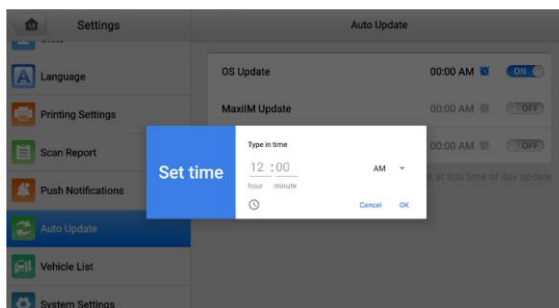 Settings
Auto Update
Language
Printing Settings
Scan Report
Push Notifications
Auto Update
Vehicle List
System Settings
OS Update 00:00 AM ON
MaxiIM Update 00:00 AM OFF
00:00 AM OFF
at this time of day update
Set time
Type in time
12 :00 AM
hour minute
Cancel OK